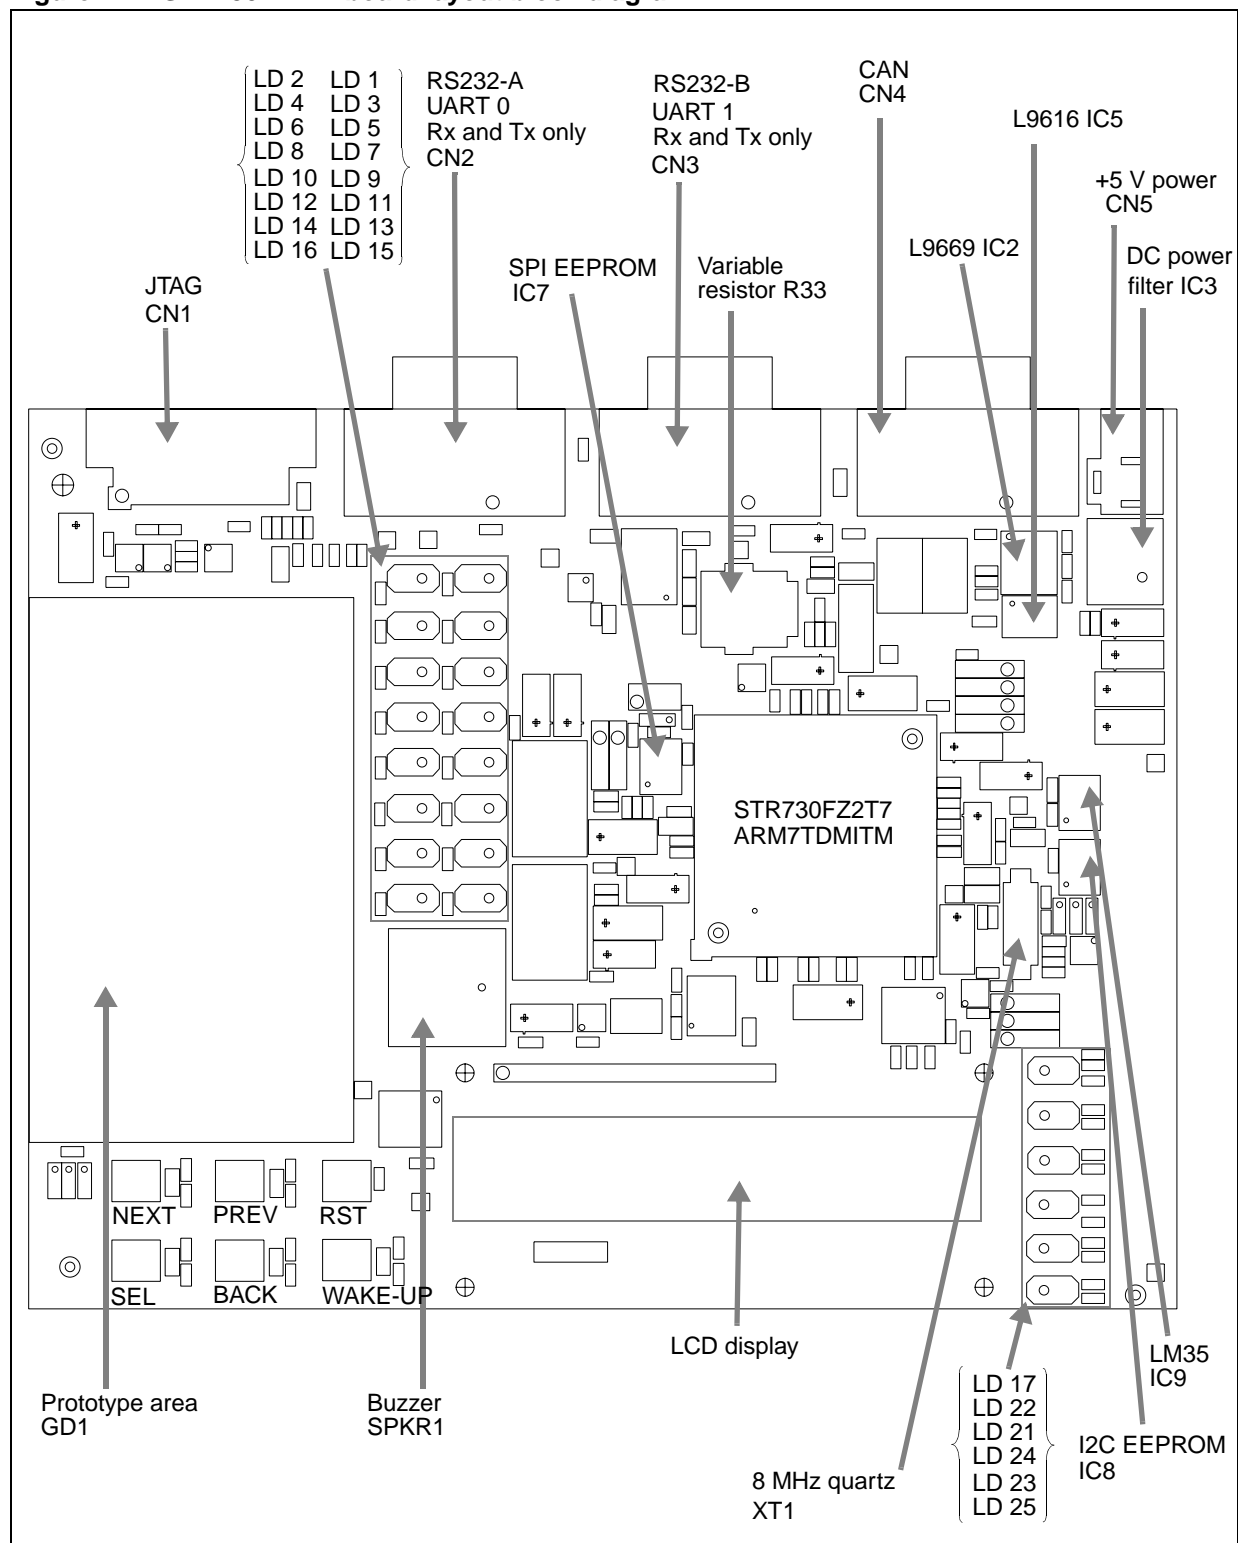 LD 2 LD 1
LD 4 LD 3
LD 6 LD 5
LD 8 LD 7
LD 10 LD 9
LD 12 LD 11
LD 14 LD 13
LD 16 LD 15
RS232-A
UART 0
Rx and Tx only
CN2
RS232-B
UART 1
Rx and Tx only
CN3
CAN
CN4
L9616 IC5
+5 V power
CN5
L9669 IC2
DC power
filter IC3
SPI EEPROM
IC7
Variable
resistor R33
JTAG
CN1
STR730FZ2T7
ARM7TDMITM
NEXT
PREV
RST
SEL
BACK
WAKE-UP
LCD display
Prototype area
GD1
Buzzer
SPKR1
LM35
IC9
LD 17
LD 22
LD 21
LD 24
LD 23
LD 25
I2C EEPROM
IC8
8 MHz quartz
XT1